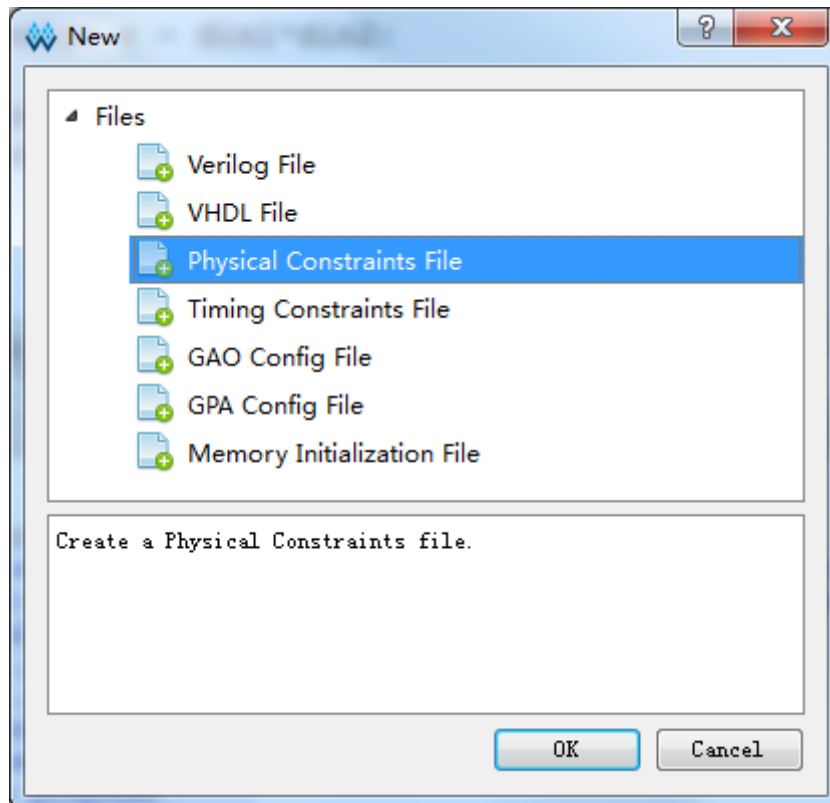 New
Files
Verilog File
VHDL File
Physical Constraints File
Timing Constraints File
GAO Config File
GPA Config File
Memory Initialization File
Create a Physical Constraints file.
OK
Cancel